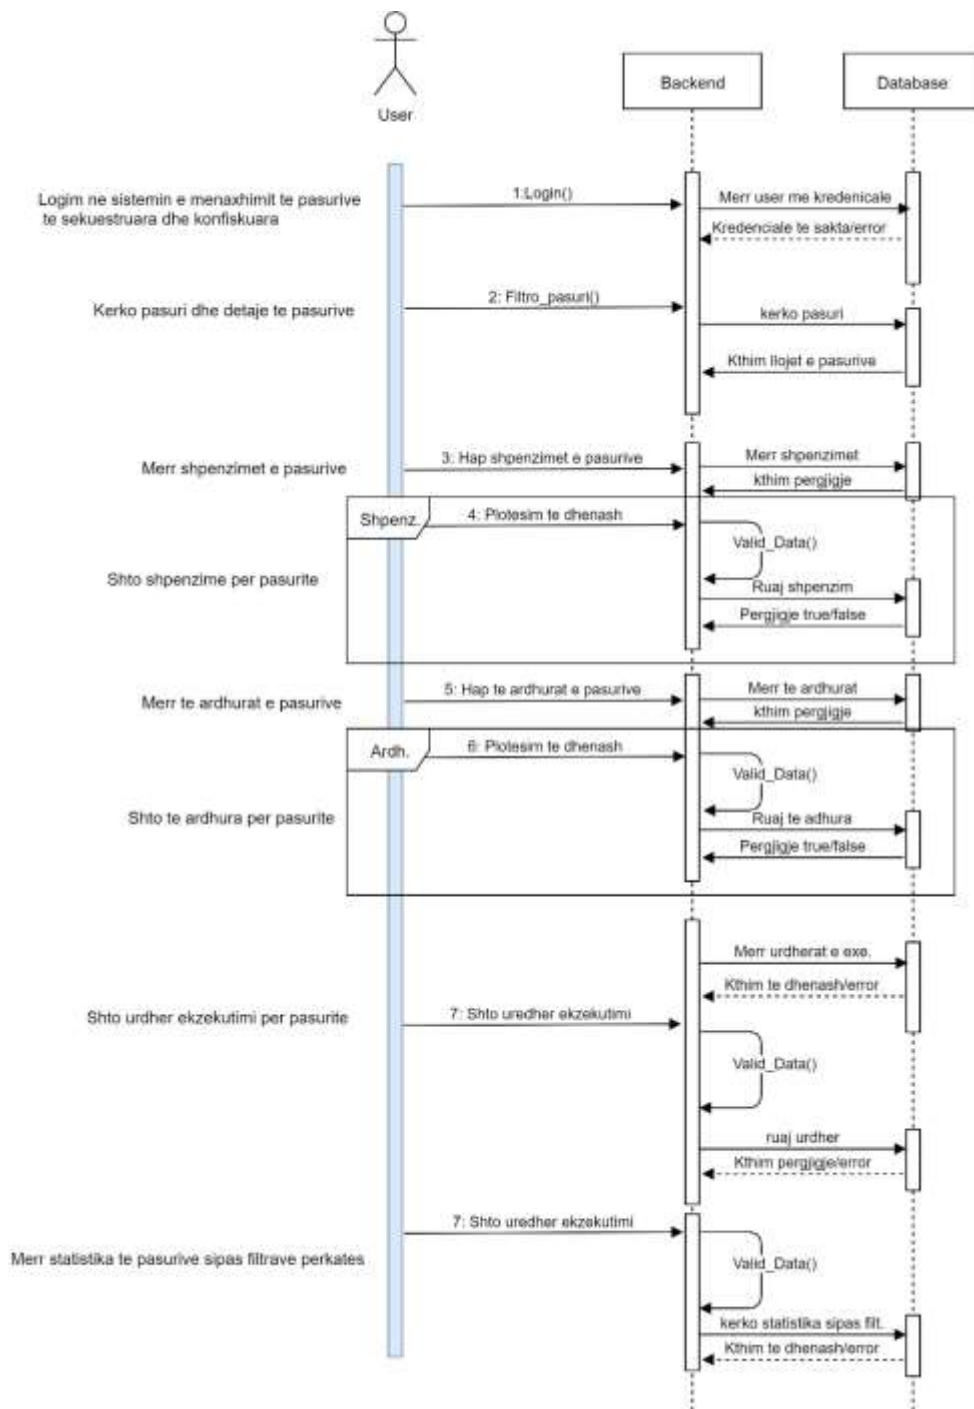 User
Backend
Database
Logim ne sistemin e menaxhimit te pasurive
te sekuestruara dhe konfiskuara
1:Login()
Merr user me kredenicale
Kredenciale te sakta/error
Kerko pasuri dhe detaje te pasurive
2: Filtro_pasuri()
kerko pasuri
Kthim llojet e pasurive
Merr shpenzimet e pasurive
3: Hap shpenzimet e pasurive
Merr shpenzimet
kthim pergjigje
Shpenz.
4: Plotesim te dhenash
Valid_Data()
Shto shpenzime per pasurite
Ruaj shpenzim
Pergjigje true/false
Merr te ardhurat e pasurive
5: Hap te ardhurat e pasurive
Merr te ardhurat
kthim pergjigje
Ardh.
6: Plotesim te dhenash
Valid_Data()
Shto te ardhura per pasurite
Ruaj te adhura
Pergjigje true/false
Merr urdherat e exe.
Kthim te dhenash/error
Shto urdher ekzekutimi per pasurite
7: Shto uredher ekzekutimi
Valid_Data()
ruaj urdher
Kthim pergjigje/error
7: Shto uredher ekzekutimi
Merr statistika te pasurive sipas filtrave perkates
Valid_Data()
kerko statistika sipas filt.
Kthim te dhenash/error